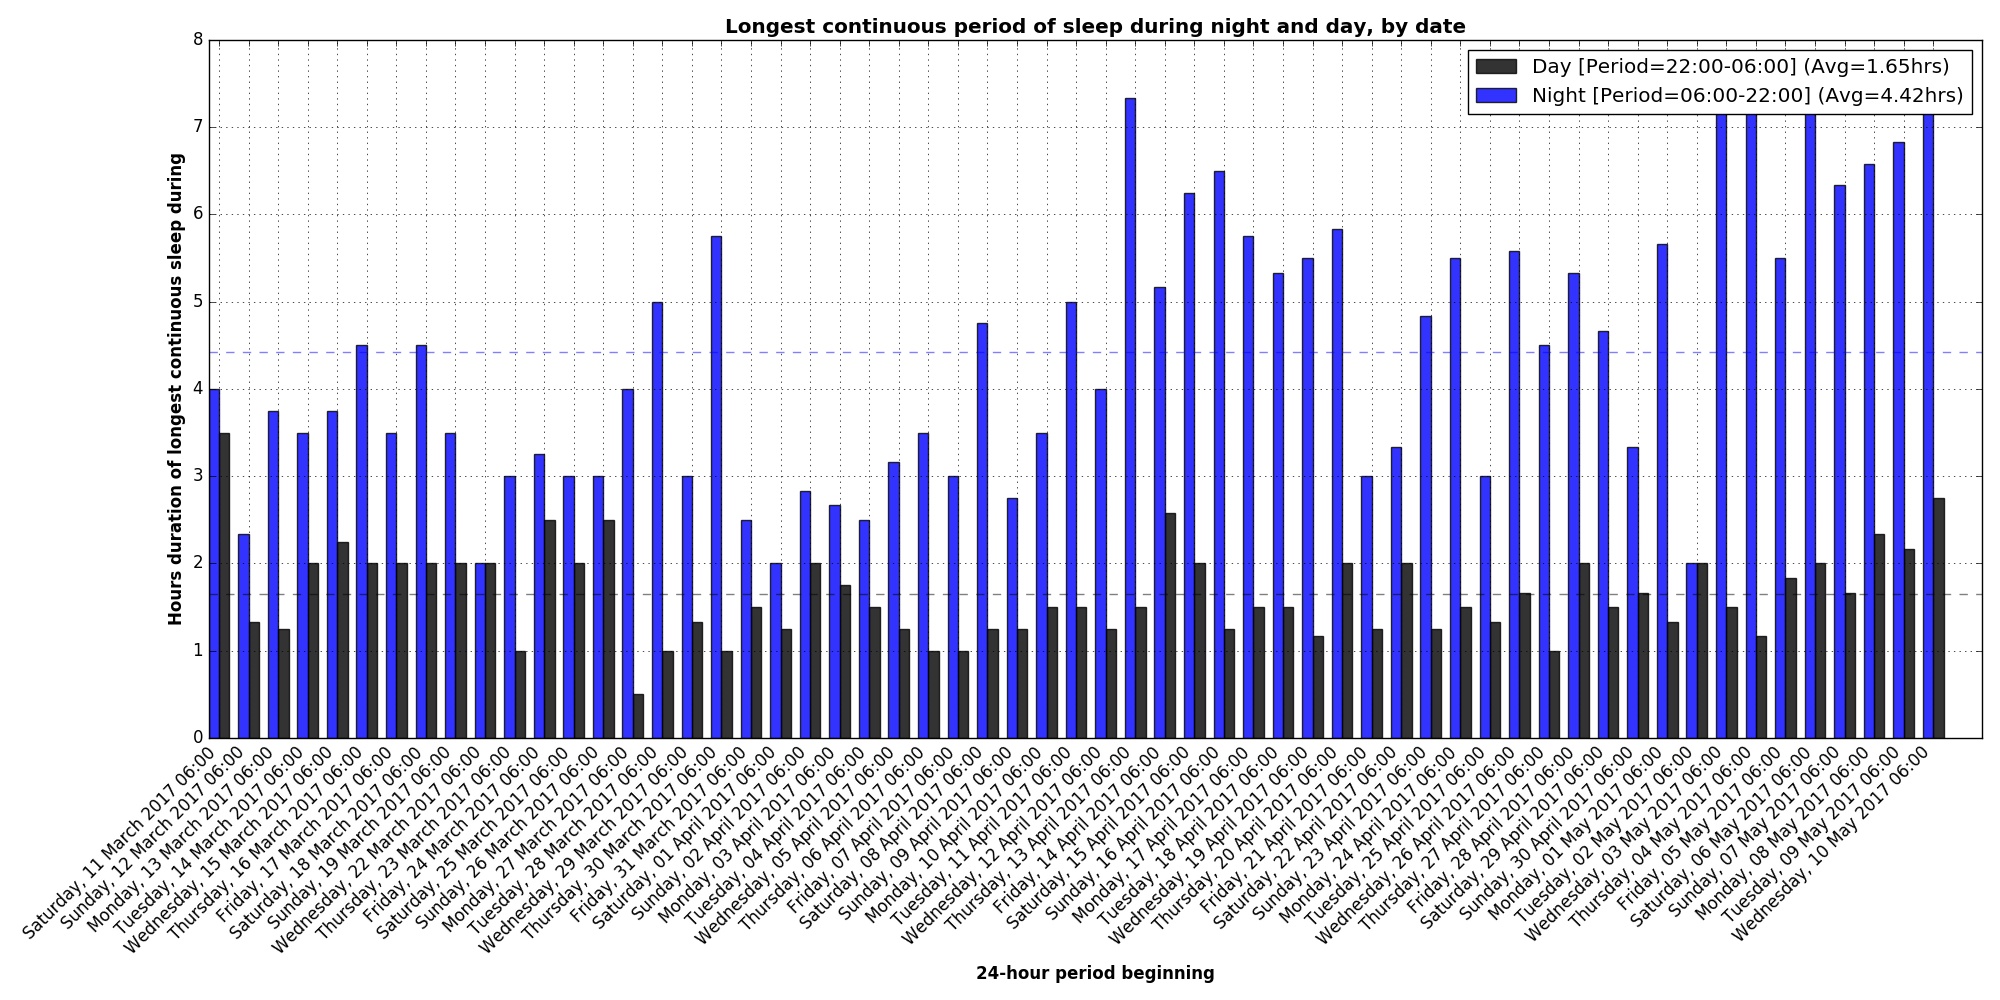 Longest continuous period of sleep during night and day, by date
Day [Period=22:00-06:00] (Avg=1.65hrs)
Night [Period=06:00-22:00] (Avg=4.42hrs)
Hours duration of longest continuous sleep during
8
7
6
5
4
3
2
1
0
Saturday, 11 March 2017 06:00
Sunday, 12 March 2017 06:00
Monday, 13 March 2017 06:00
Tuesday, 14 March 2017 06:00
Wednesday, 15 March 2017 06:00
Thursday, 16 March 2017 06:00
Friday, 17 March 2017 06:00
Saturday, 18 March 2017 06:00
Sunday, 19 March 2017 06:00
Wednesday, 22 March 2017 06:00
Thursday, 23 March 2017 06:00
Friday, 24 March 2017 06:00
Saturday, 25 March 2017 06:00
Sunday, 26 March 2017 06:00
Monday, 27 March 2017 06:00
Tuesday, 28 March 2017 06:00
Wednesday, 29 March 2017 06:00
Thursday, 30 March 2017 06:00
Friday, 31 March 2017 06:00
Saturday, 01 April 2017 06:00
Sunday, 02 April 2017 06:00
Monday, 03 April 2017 06:00
Tuesday, 04 April 2017 06:00
Wednesday, 05 April 2017 06:00
Thursday, 06 April 2017 06:00
Friday, 07 April 2017 06:00
Saturday, 08 April 2017 06:00
Sunday, 09 April 2017 06:00
Monday, 10 April 2017 06:00
Tuesday, 11 April 2017 06:00
Wednesday, 12 April 2017 06:00
Thursday, 13 April 2017 06:00
Friday, 14 April 2017 06:00
Saturday, 15 April 2017 06:00
Sunday, 16 April 2017 06:00
Monday, 17 April 2017 06:00
Tuesday, 18 April 2017 06:00
Wednesday, 19 April 2017 06:00
Thursday, 20 April 2017 06:00
Friday, 21 April 2017 06:00
Saturday, 22 April 2017 06:00
Sunday, 23 April 2017 06:00
Monday, 24 April 2017 06:00
Tuesday, 25 April 2017 06:00
Wednesday, 26 April 2017 06:00
Thursday, 27 April 2017 06:00
Friday, 28 April 2017 06:00
Saturday, 29 April 2017 06:00
Sunday, 30 April 2017 06:00
Monday, 01 May 2017 06:00
Tuesday, 02 May 2017 06:00
Wednesday, 03 May 2017 06:00
Thursday, 04 May 2017 06:00
Friday, 05 May 2017 06:00
Saturday, 06 May 2017 06:00
Sunday, 07 May 2017 06:00
Monday, 08 May 2017 06:00
Tuesday, 09 May 2017 06:00
Wednesday, 10 May 2017 06:00
24-hour period beginning